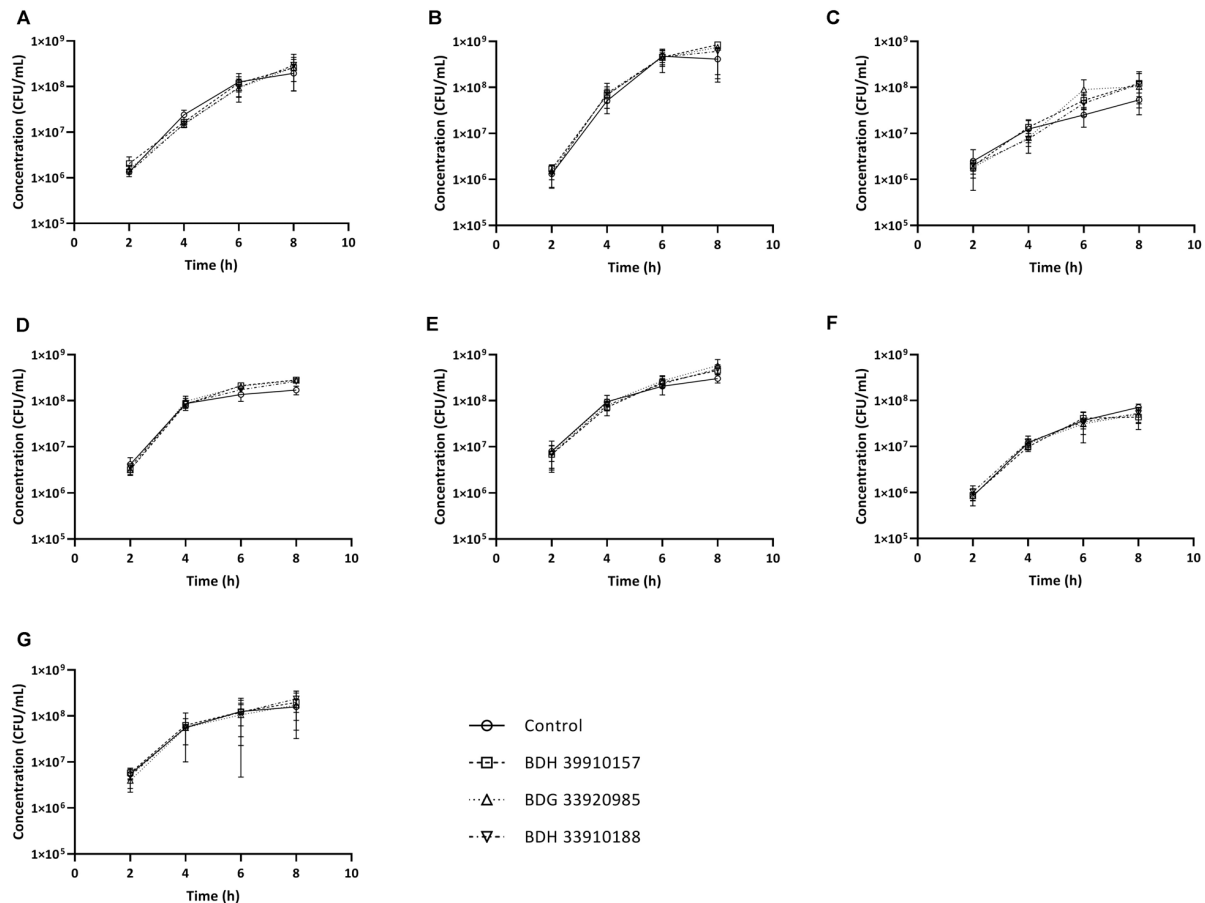 A
Concentration (CFU/mL)
1×10⁹
1×10⁸
1×10⁷
1×10⁶
1×10⁵
0 2 4 6 8 10
Time (h)
B
Concentration (CFU/mL)
1×10⁹
1×10⁸
1×10⁷
1×10⁶
1×10⁵
0 2 4 6 8 10
Time (h)
C
Concentration (CFU/mL)
1×10⁹
1×10⁸
1×10⁷
1×10⁶
1×10⁵
0 2 4 6 8 10
Time (h)
D
Concentration (CFU/mL)
1×10⁹
1×10⁸
1×10⁷
1×10⁶
1×10⁵
0 2 4 6 8 10
Time (h)
E
Concentration (CFU/mL)
1×10⁹
1×10⁸
1×10⁷
1×10⁶
1×10⁵
0 2 4 6 8 10
Time (h)
F
Concentration (CFU/mL)
1×10⁹
1×10⁸
1×10⁷
1×10⁶
1×10⁵
0 2 4 6 8 10
Time (h)
G
Concentration (CFU/mL)
1×10⁹
1×10⁸
1×10⁷
1×10⁶
1×10⁵
0 2 4 6 8 10
Time (h)
Control
BDH 39910157
BDG 33920985
BDH 33910188